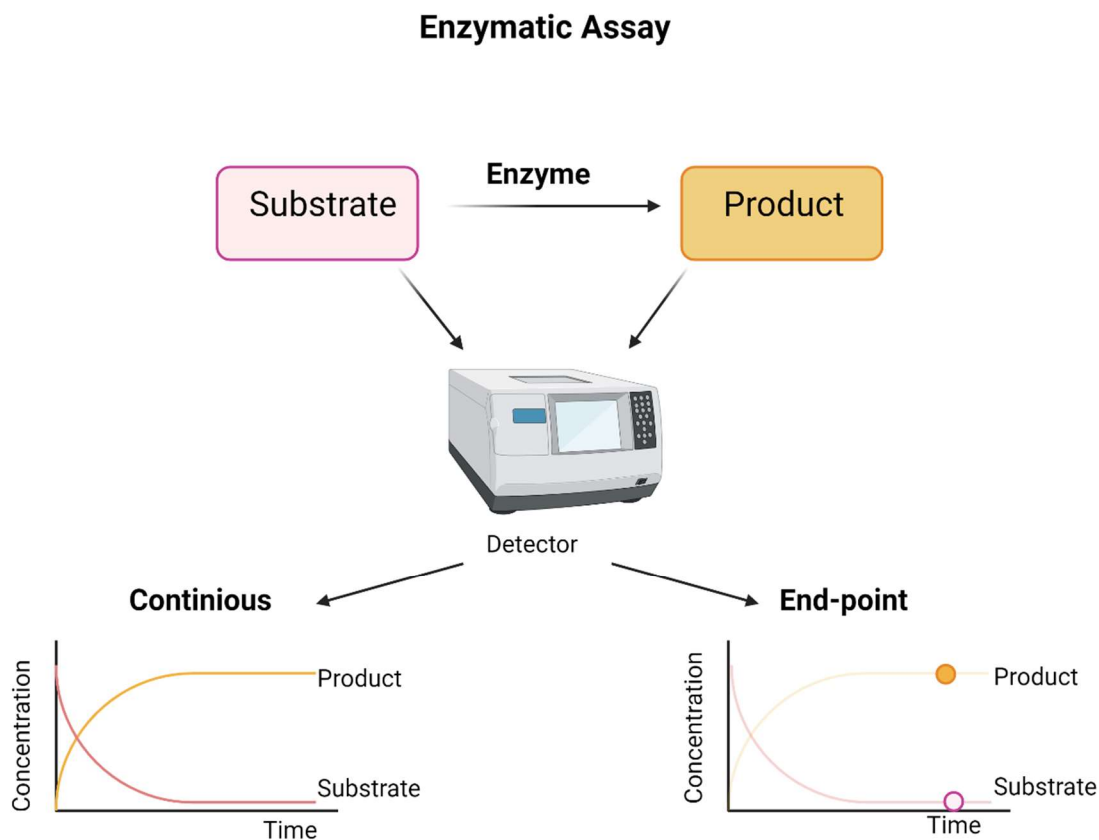 Enzymatic Assay
Enzyme
Substrate
Product
Detector
Continious
End-point
Concentration
Product
Substrate
Time
Concentration
Product
Substrate
Time